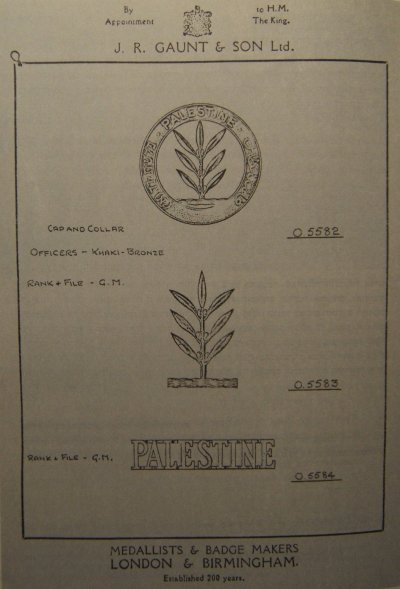 By to H.M.
Appointment The King.
J. R. GAUNT & SON Ltd.
PALESTINE
CAP AND COLLAR
O.5582
OFFICERS – KHAKI-BRONZE
RANK + FILE - G.M.
O.5583
PALESTINE
RANK + FILE - G.M.
O.5584
MEDALLISTS & BADGE MAKERS
LONDON & BIRMINGHAM.
Established 200 years.